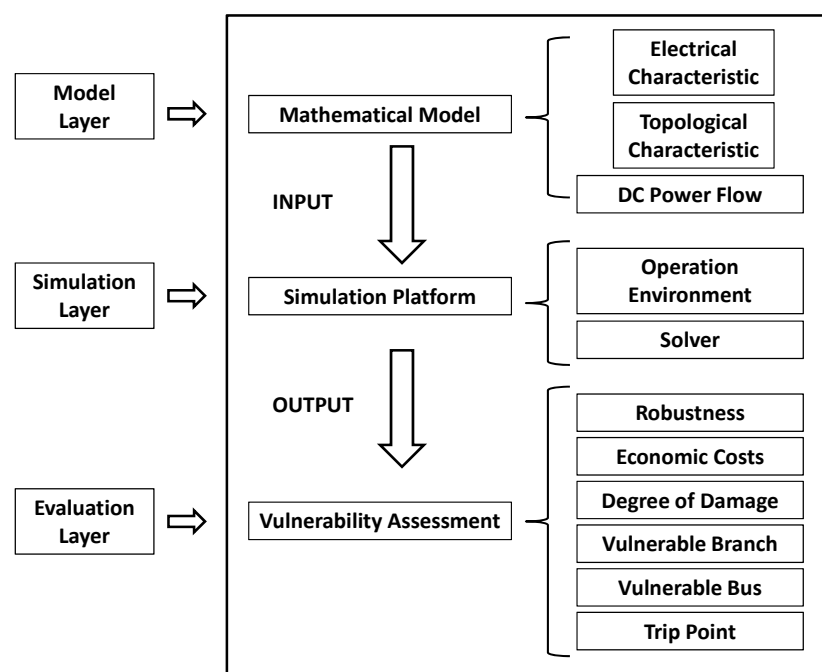 Model
Layer
Mathematical Model
Electrical
Characteristic
Topological
Characteristic
DC Power Flow
INPUT
Simulation
Layer
Simulation Platform
Operation
Environment
Solver
OUTPUT
Evaluation
Layer
Vulnerability Assessment
Robustness
Economic Costs
Degree of Damage
Vulnerable Branch
Vulnerable Bus
Trip Point